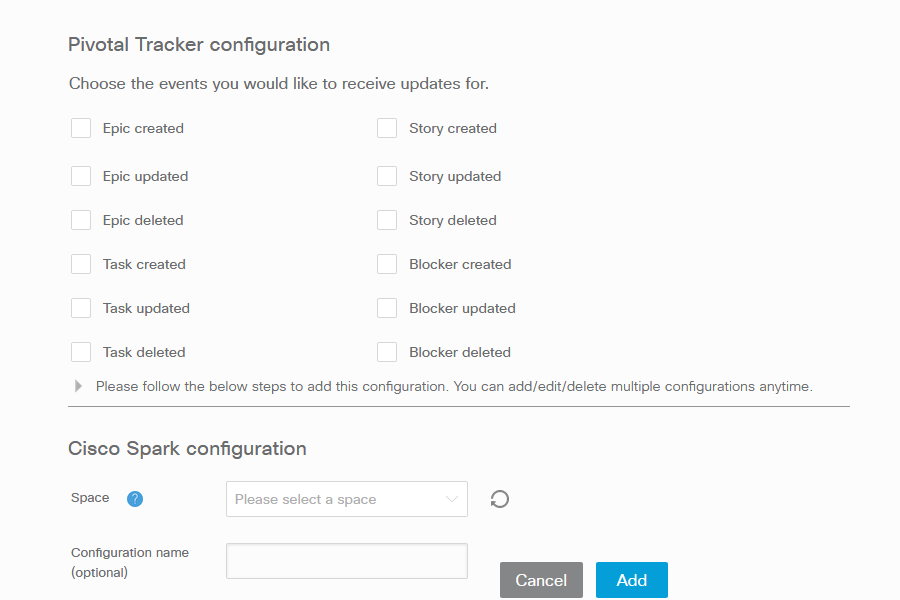 Pivotal Tracker configuration
Choose the events you would like to receive updates for.
Epic created
Story created
Epic updated
Story updated
Epic deleted
Story deleted
Task created
Blocker created
Task updated
Blocker updated
Task deleted
Blocker deleted
Please follow the below steps to add this configuration. You can add/edit/delete multiple configurations anytime.
Cisco Spark configuration
Space ? Please select a space
Configuration name
(optional)
Cancel Add